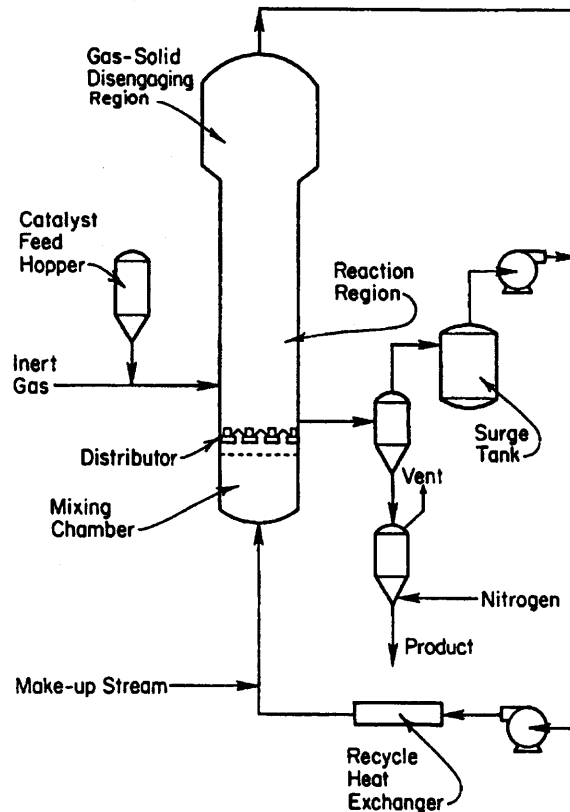 Gas-Solid
Disengaging
Region
Catalyst
Feed
Hopper
Reaction
Region
Inert
Gas
Surge
Tank
Distributor
Vent
Mixing
Chamber
Nitrogen
Product
Make-up Stream
Recycle
Heat
Exchanger